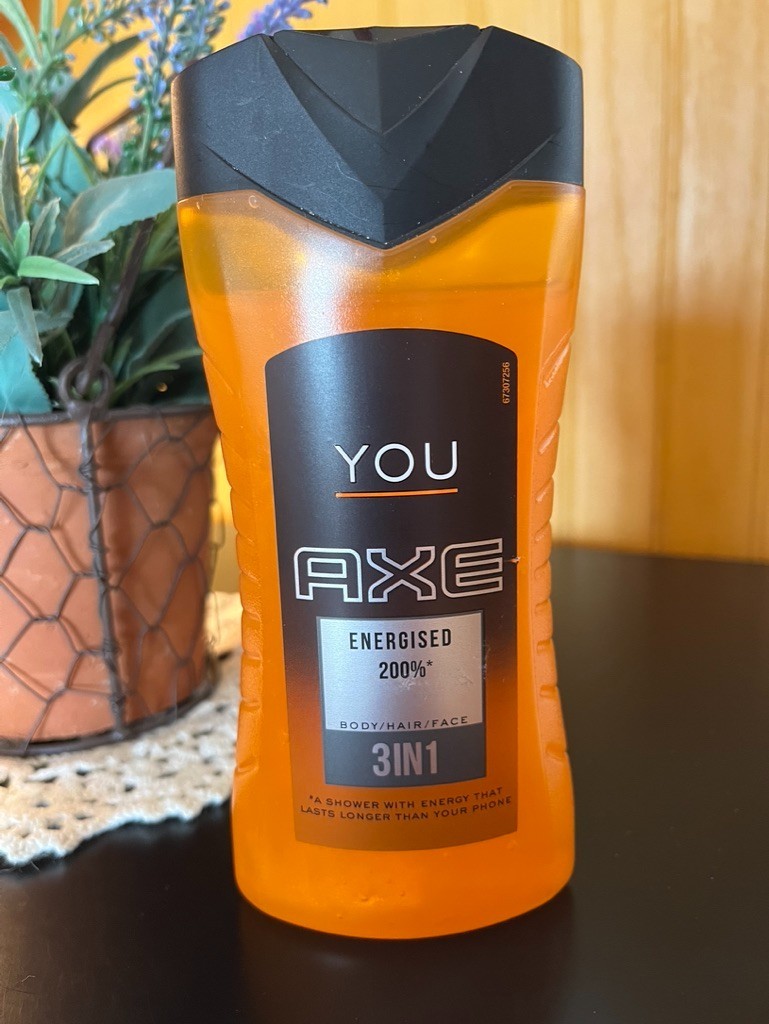 67307256
YOU
AXE
ENERGISED
200%*
BODY/HAIR/FACE
3IN1
*A SHOWER WITH ENERGY THAT
LASTS LONGER THAN YOUR PHONE